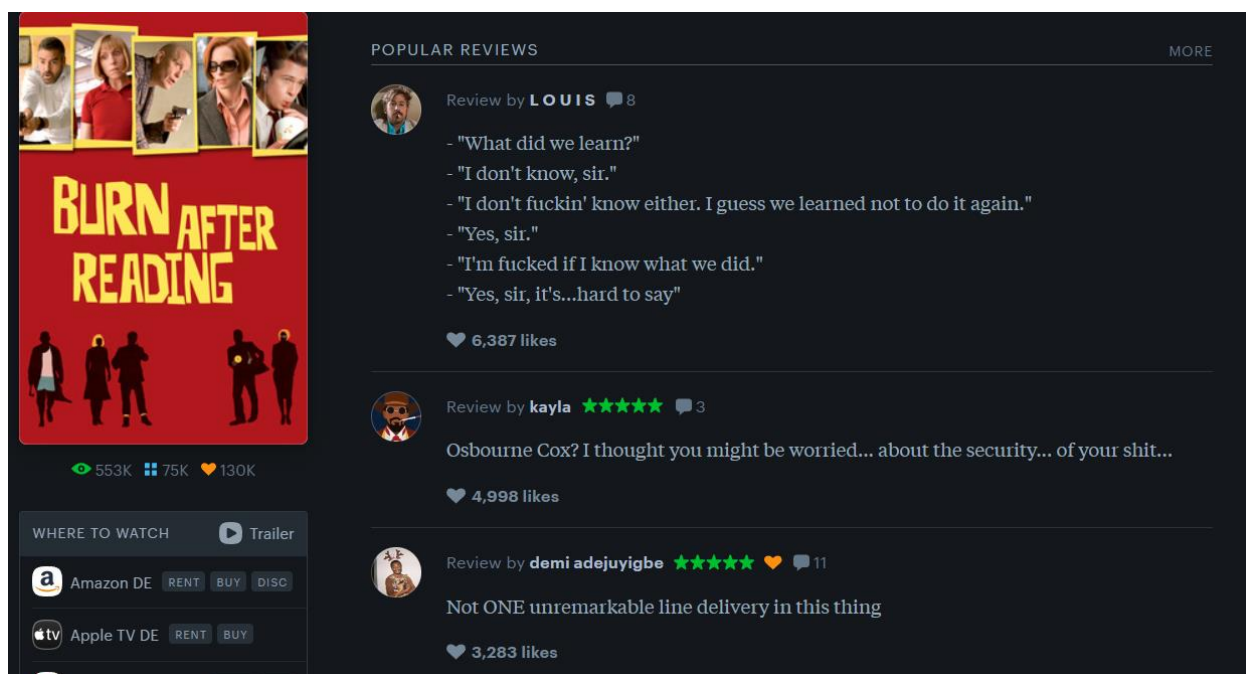 BURN AFTER
READING
553K 75K 130K
WHERE TO WATCH Trailer
a Amazon DE RENT BUY DISC
tv Apple TV DE RENT BUY
POPULAR REVIEWS MORE
Review by L O U I S 8
- "What did we learn?"
- "I don't know, sir."
- "I don't fuckin' know either. I guess we learned not to do it again."
- "Yes, sir."
- "I'm fucked if I know what we did."
- "Yes, sir, it's...hard to say"
6,387 likes
Review by kayla ★★★★★ 3
Osbourne Cox? I thought you might be worried... about the security... of your shit...
4,998 likes
Review by demi adejuyigbe ★★★★★ 11
Not ONE unremarkable line delivery in this thing
3,283 likes